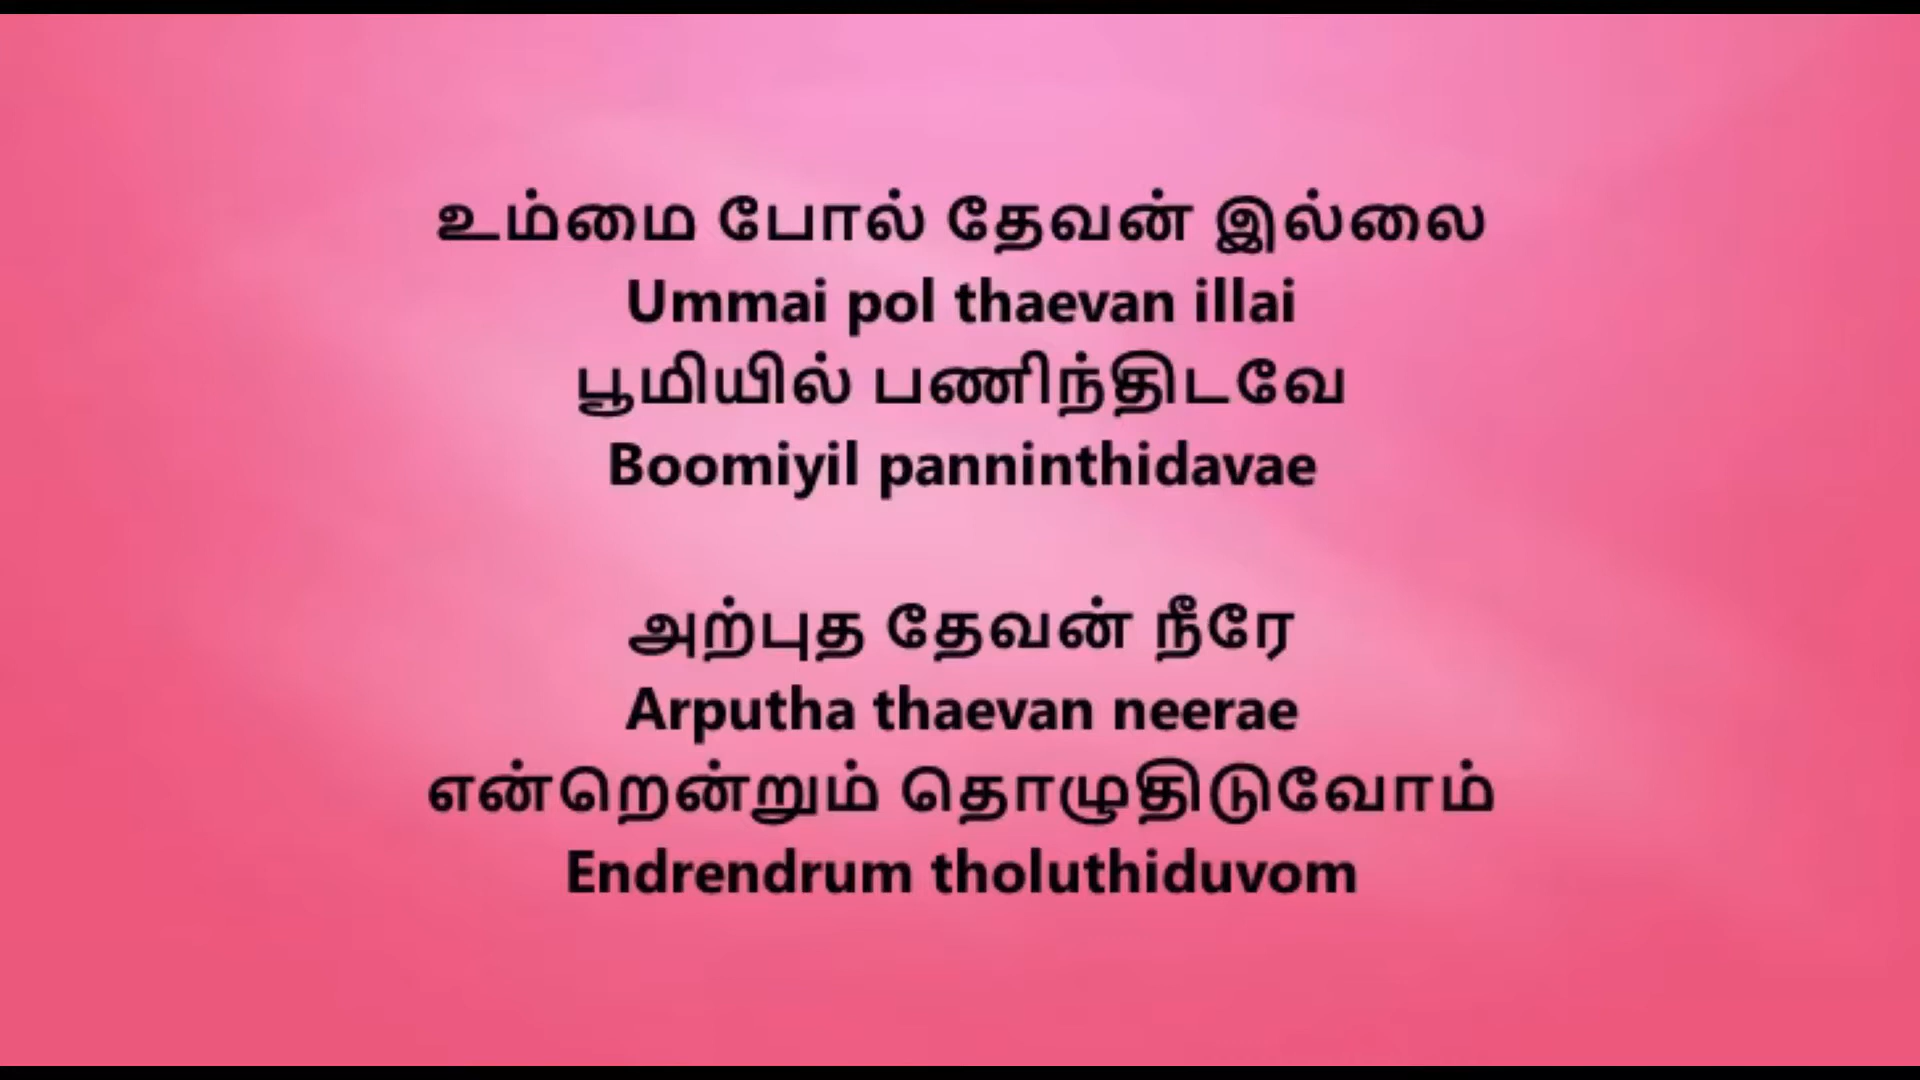 உம்மை போல் தேவன் இல்லை
Ummai pol thaevan illai
பூமியில் பணிந்திடவே
Boomiyil panninthidavae
அற்புத தேவன் நீரே
Arputha thaevan neerae
என்றென்றும் தொழுதிடுவோம்
Endrendrum tholuthiduvom